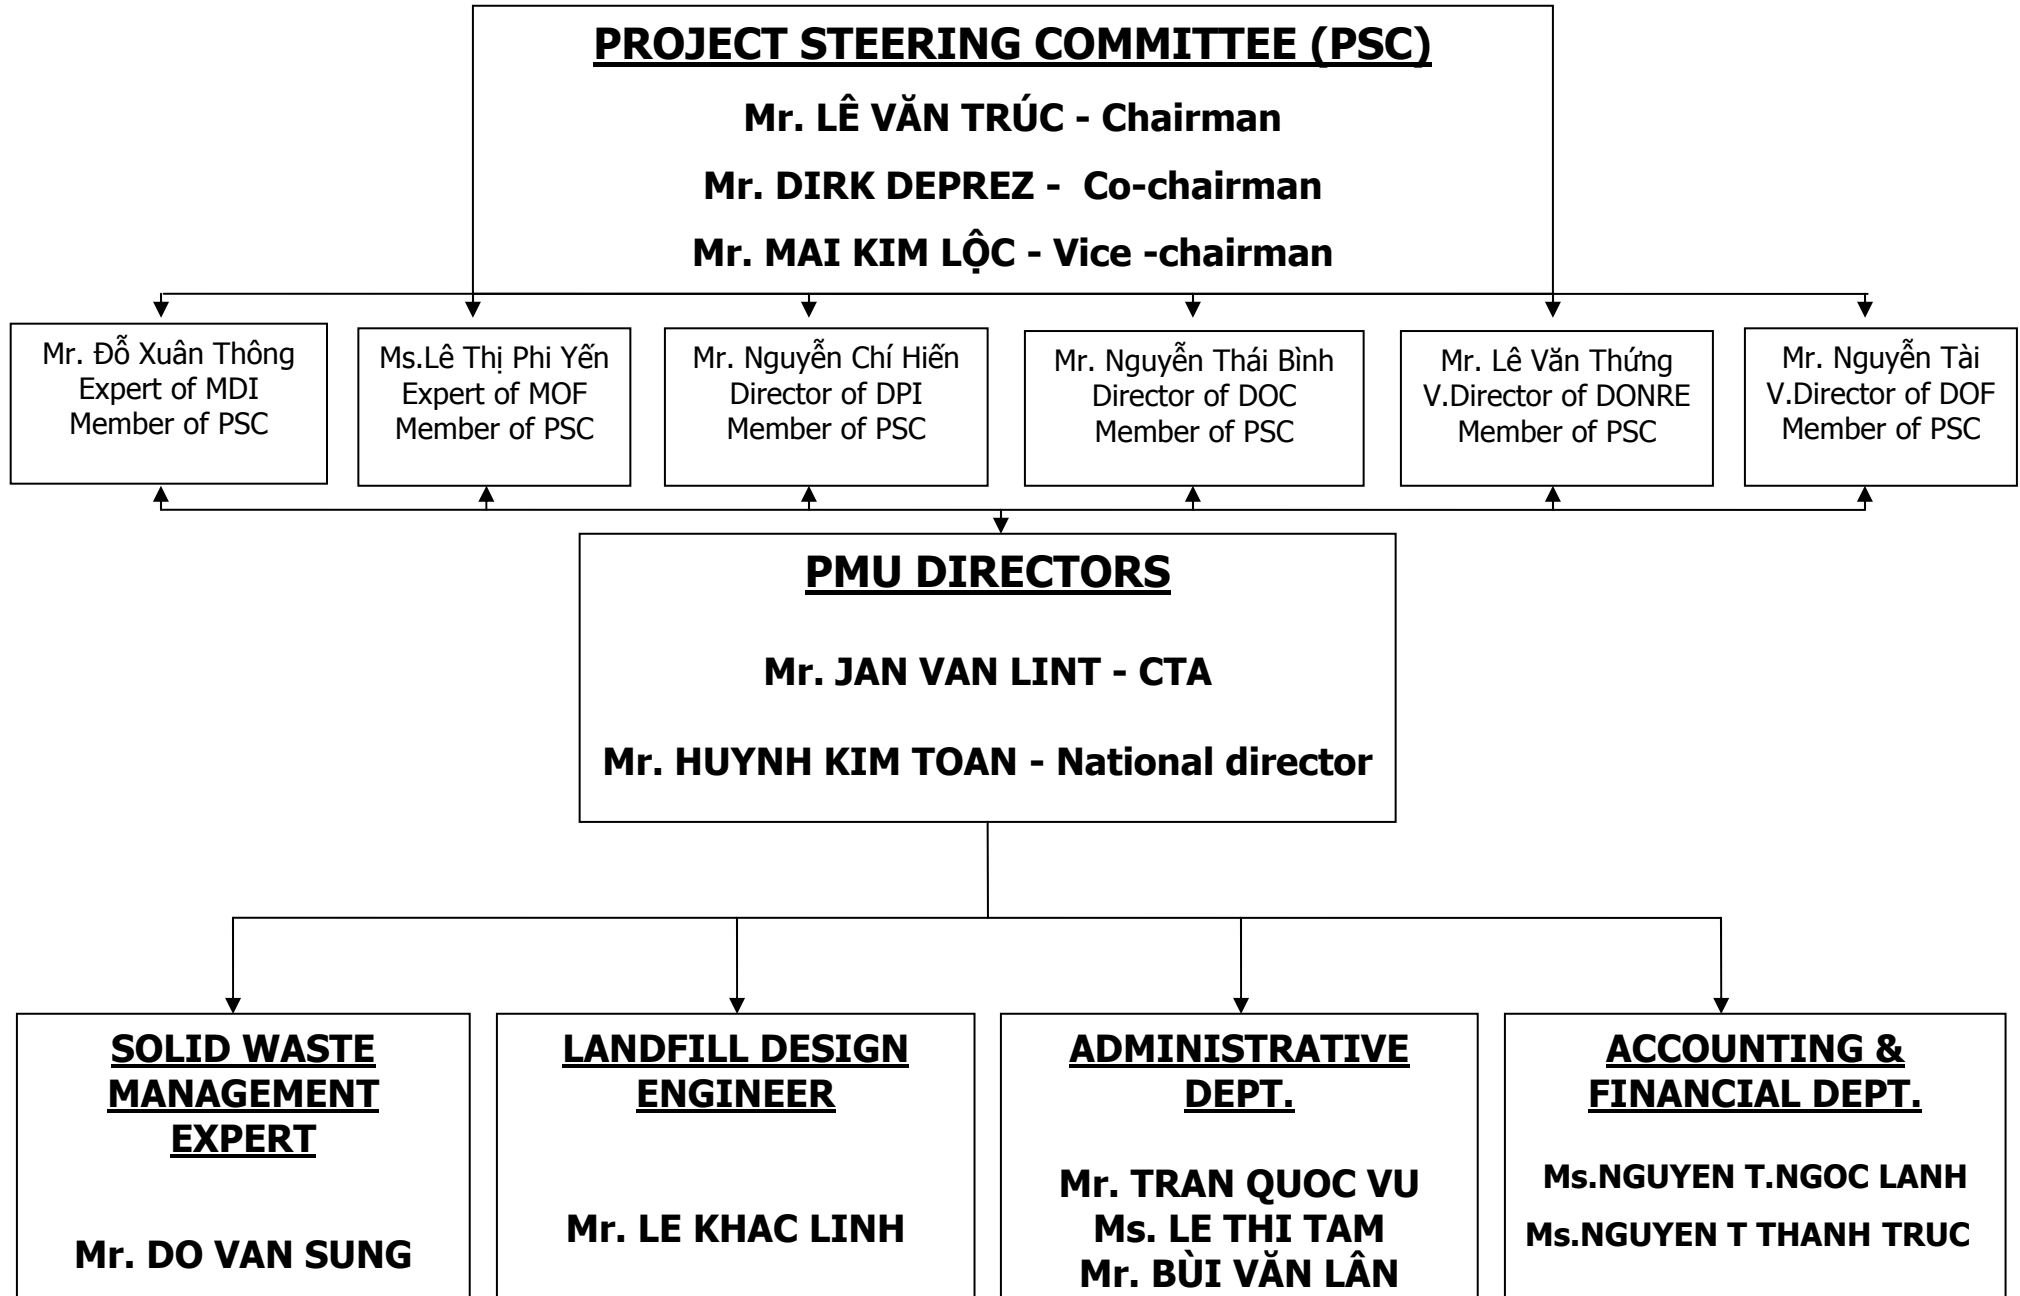 PROJECT STEERING COMMITTEE (PSC)
Mr. LÊ VĂN TRÚC - Chairman
Mr. DIRK DEPREZ - Co-chairman
Mr. MAI KIM LỘC - Vice -chairman
Mr. Đỗ Xuân Thông
Expert of MDI
Member of PSC
Ms.Lê Thị Phi Yến
Expert of MOF
Member of PSC
Mr. Nguyễn Chí Hiến
Director of DPI
Member of PSC
Mr. Nguyễn Thái Bình
Director of DOC
Member of PSC
Mr. Lê Văn Thứng
V.Director of DONRE
Member of PSC
Mr. Nguyễn Tài
V.Director of DOF
Member of PSC
PMU DIRECTORS
Mr. JAN VAN LINT - CTA
Mr. HUYNH KIM TOAN - National director
SOLID WASTE
MANAGEMENT
EXPERT
Mr. DO VAN SUNG
LANDFILL DESIGN
ENGINEER
Mr. LE KHAC LINH
ADMINISTRATIVE
DEPT.
Mr. TRAN QUOC VU
Ms. LE THI TAM
Mr. BÙI VĂN LÂN
ACCOUNTING &
FINANCIAL DEPT.
Ms.NGUYEN T.NGOC LANH
Ms.NGUYEN T THANH TRUC